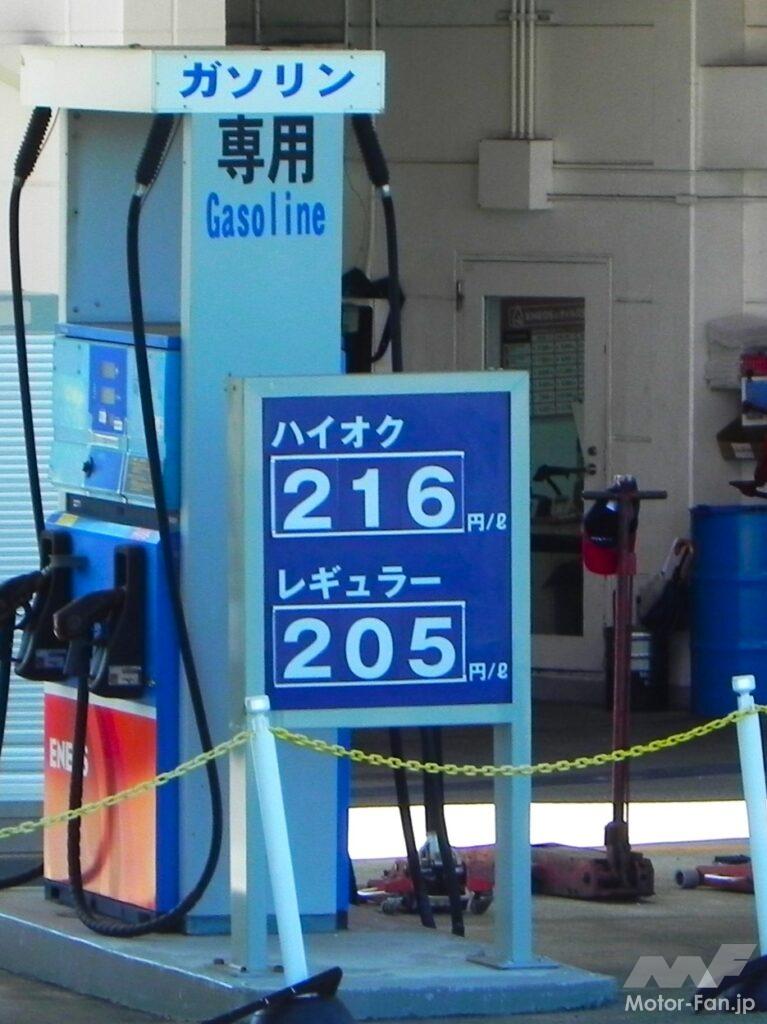 ガソリン
専用
Gasoline
ハイオク
216
円/ℓ
レギュラー
205
円/ℓ
ENEOS
Motor-Fan.jp